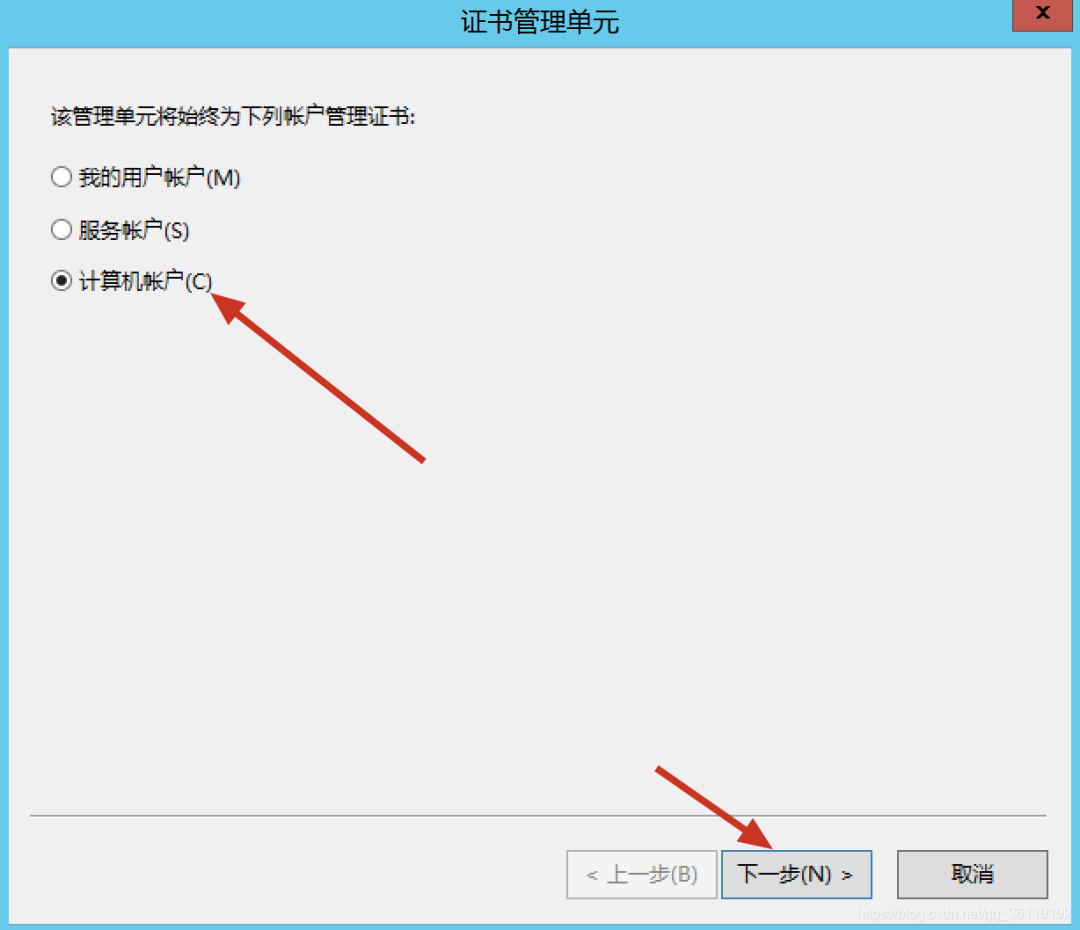 证书管理单元
x
该管理单元将始终为下列帐户管理证书:
我的用户帐户(M)
服务帐户(S)
计算机帐户(C)
< 上一步(B) 下一步(N) > 取消
https://blog.csdn.net/qq_36119192